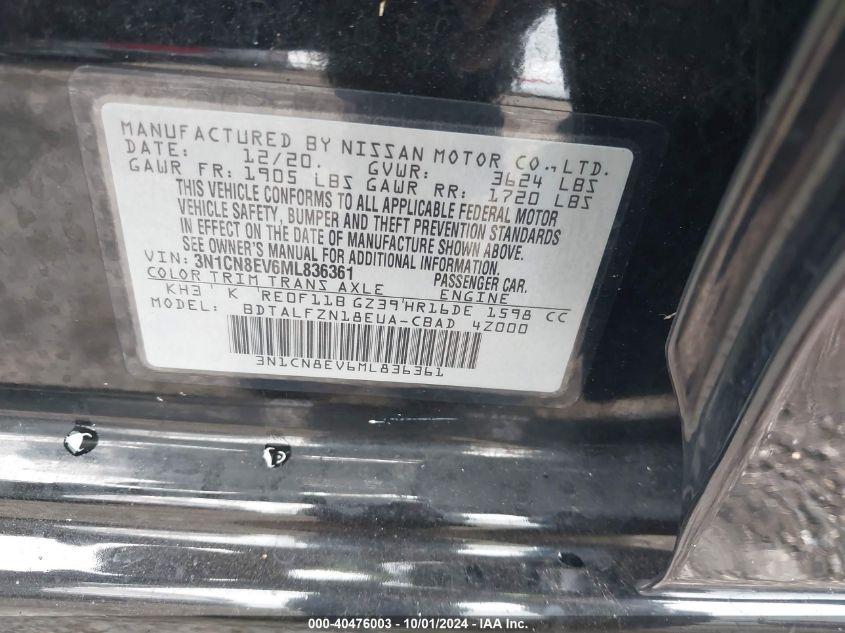 MANUFACTURED BY NISSAN MOTOR CO., LTD.
DATE: 12/20. GVWR: 3624 LBS
GAWR FR: 1905 LBS GAWR RR: 1720 LBS
THIS VEHICLE CONFORMS TO ALL APPLICABLE FEDERAL MOTOR
VEHICLE SAFETY, BUMPER AND THEFT PREVENTION STANDARDS
IN EFFECT ON THE DATE OF MANUFACTURE SHOWN ABOVE.
SEE OWNER'S MANUAL FOR ADDITIONAL INFORMATION.
VIN: 3N1CN8EV6ML836361 PASSENGER CAR.
COLOR TRIM TRANS AXLE ENGINE
KH3 K RE0F11B GZ39 HR16DE 1598 CC
MODEL: BDTALFZN18EUA-CBAD 4Z000
3N1CN8EV6ML836361
000-40476003 - 10/01/2024 - IAA Inc.